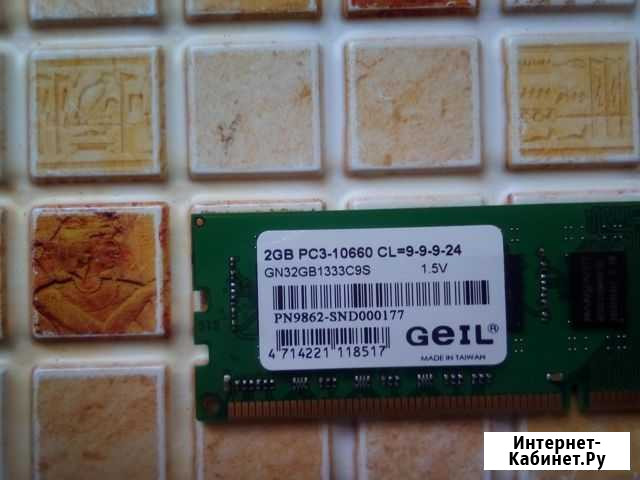 2GB PC3-10660 CL=9-9-9-24
GN32GB1333C9S 1.5V
PN9862-SND000177
GeIL®
4 714221 118517
MADE IN TAIWAN
Интернет-
Кабинет.Ру